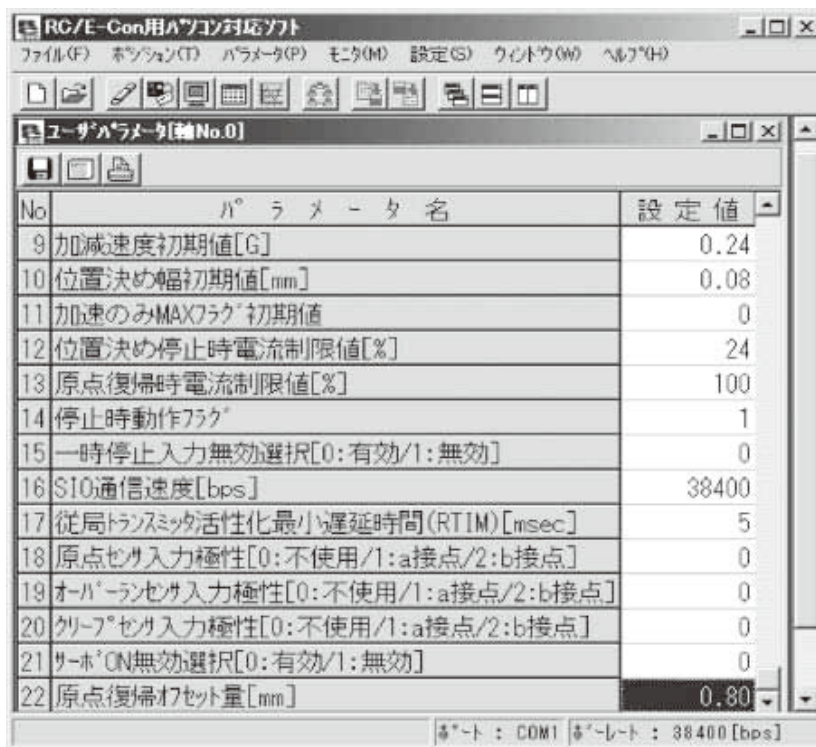 RC/E-Con用ﾊﾟｿｺﾝ対応ｿﾌﾄ
ﾌｧｲﾙ(F) ﾎﾟｼﾞｼｮﾝ(T) ﾊﾟﾗﾒｰﾀ(P) ﾓﾆﾀ(M) 設定(S) ｳｨﾝﾄﾞｳ(W) ﾍﾙﾌﾟ(H)
ﾕｰｻﾞﾊﾟﾗﾒｰﾀ[軸No.0]
No パラメータ名 設定値
9 加減速度初期値[G] 0.24
10 位置決め幅初期値[mm] 0.08
11 加速のみMAXﾌﾗｸﾞ初期値 0
12 位置決め停止時電流制限値[%] 24
13 原点復帰時電流制限値[%] 100
14 停止時動作ﾌﾗｸﾞ 1
15 一時停止入力無効選択[0:有効/1:無効] 0
16 SIO通信速度[bps] 38400
17 従局ﾄﾗﾝｽﾐｯﾀ活性化最小遅延時間(RTIM)[msec] 5
18 原点ｾﾝｻ入力極性[0:不使用/1:a接点/2:b接点] 0
19 ｵｰﾊﾞｰﾗﾝｾﾝｻ入力極性[0:不使用/1:a接点/2:b接点] 0
20 ｸﾘｰﾌﾟｾﾝｻ入力極性[0:不使用/1:a接点/2:b接点] 0
21 ｻｰﾎﾞON無効選択[0:有効/1:無効] 0
22 原点復帰ｵﾌｾｯﾄ量[mm] 0.80
ﾎﾟｰﾄ : COM1 ﾎﾞｰﾚｰﾄ : 38400[bps]